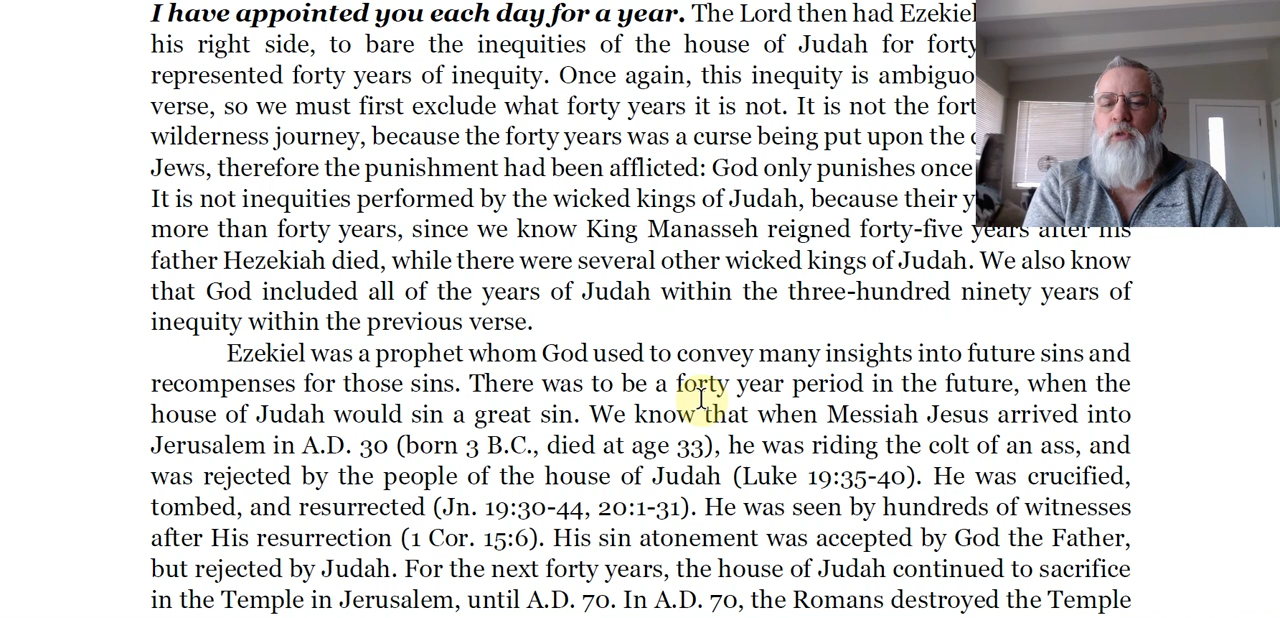 I have appointed you each day for a year. The Lord then had Ezekiel
his right side, to bare the inequities of the house of Judah for forty
represented forty years of inequity. Once again, this inequity is
verse, so we must first exclude what forty years it is not. It is not the
wilderness journey, because the forty years was a curse being put upon the
Jews, therefore the punishment had been afflicted: God only punishes once
It is not inequities performed by the wicked kings of Judah, because their
more than forty years, since we know King Manasseh reigned forty-five years after his
father Hezekiah died, while there were several other wicked kings of Judah. We also know
that God included all of the years of Judah within the three-hundred ninety years of
inequity within the previous verse.
Ezekiel was a prophet whom God used to convey many insights into future sins and
recompenses for those sins. There was to be a forty year period in the future, when the
house of Judah would sin a great sin. We know that when Messiah Jesus arrived into
Jerusalem in A.D. 30 (born 3 B.C., died at age 33), he was riding the colt of an ass, and
was rejected by the people of the house of Judah (Luke 19:35-40). He was crucified,
tombed, and resurrected (Jn. 19:30-44, 20:1-31). He was seen by hundreds of witnesses
after His resurrection (1 Cor. 15:6). His sin atonement was accepted by God the Father,
but rejected by Judah. For the next forty years, the house of Judah continued to sacrifice
in the Temple in Jerusalem, until A.D. 70. In A.D. 70, the Romans destroyed the Temple